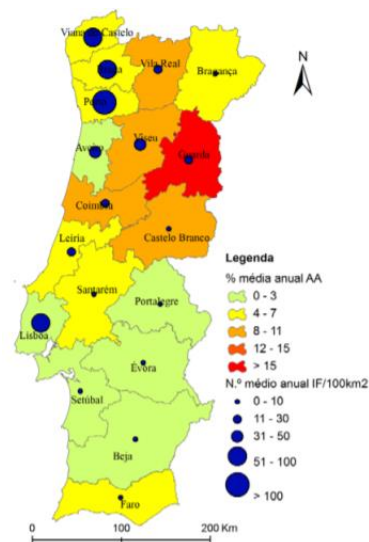 Viana do Castelo
Braga
Vila Real
Bragança
N
Porto
Aveiro
Viseu
Guarda
Coimbra
Castelo Branco
Leiria
Santarém
Portalegre
Lisboa
Évora
Setúbal
Beja
Faro
0 100 200 Km
Legenda
% média anual AA
0 - 3
4 - 7
8 - 11
12 - 15
> 15
N.º médio anual IF/100km2
0 - 10
11 - 30
31 - 50
51 - 100
> 100